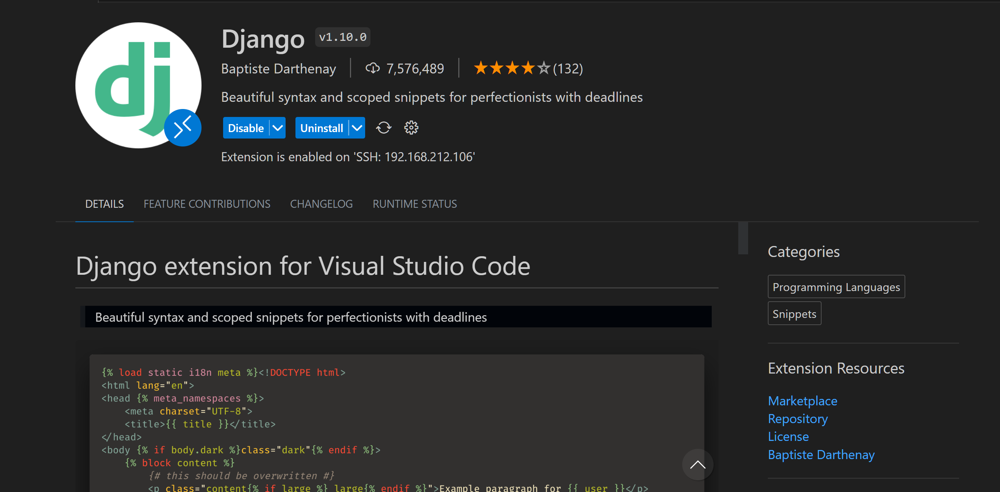 dj
Django v1.10.0
Baptiste Darthenay 7,576,489 (132)
Beautiful syntax and scoped snippets for perfectionists with deadlines
Disable Uninstall
Extension is enabled on 'SSH: 192.168.212.106'
DETAILS FEATURE CONTRIBUTIONS CHANGELOG RUNTIME STATUS
Django extension for Visual Studio Code
Beautiful syntax and scoped snippets for perfectionists with deadlines
{% load static i18n meta %}<!DOCTYPE html>
<html lang="en">
<head {% meta_namespaces %}>
    <meta charset="UTF-8">
    <title>{{ title }}</title>
</head>
<body {% if body.dark %}class="dark"{% endif %}>
    {% block content %}
        {# this should be overwritten #}
        <p class="content{% if large %} large{% endif %}">Example paragraph for {{ user }}</p>
Categories
Programming Languages
Snippets
Extension Resources
Marketplace
Repository
License
Baptiste Darthenay